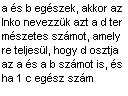 a és b egészek, akkor az
lnko nevezzük azt a d ter
mészetes számot, amely
re teljesül, hogy d osztja
az a és a b számot is, és
ha 1 c egész szám